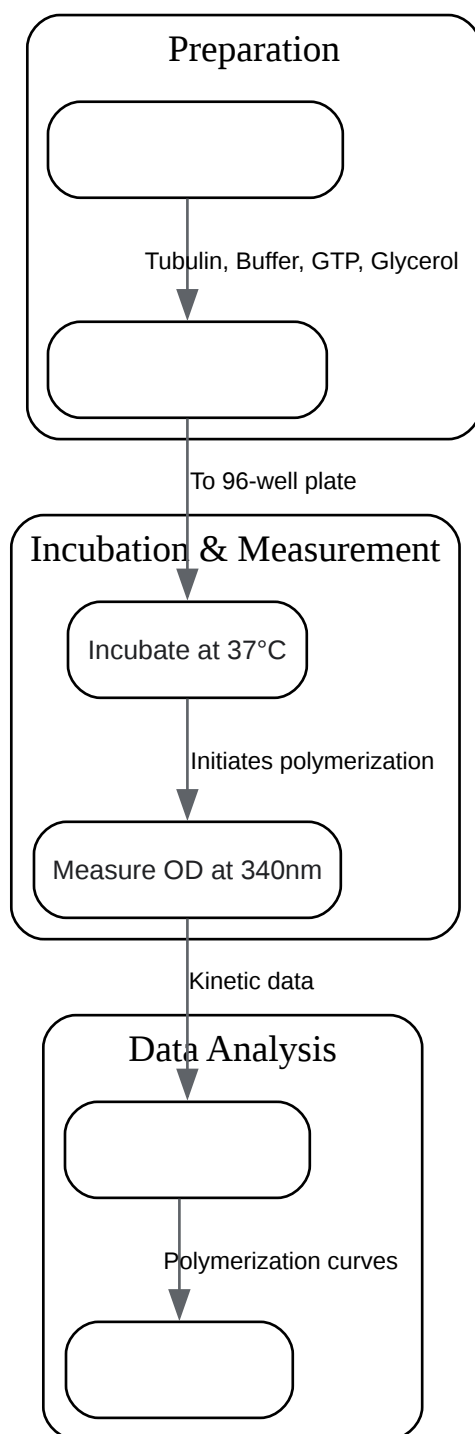 Preparation
Tubulin, Buffer, GTP, Glycerol
To 96-well plate
Incubation & Measurement
Incubate at 37°C
Initiates polymerization
Measure OD at 340nm
Kinetic data
Data Analysis
Polymerization curves